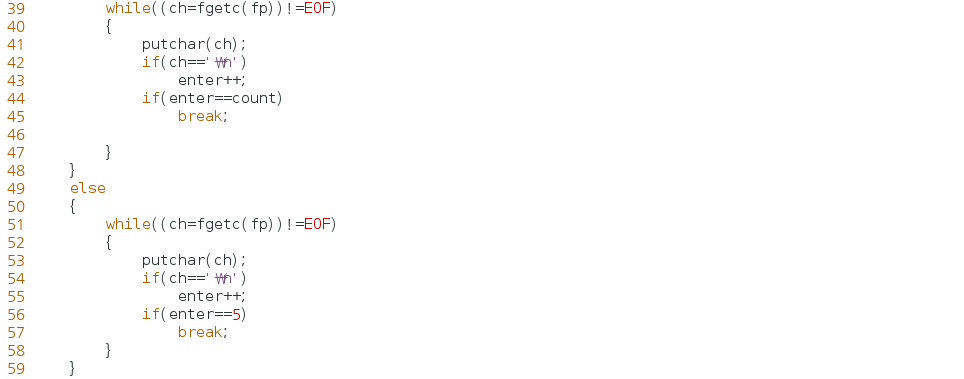 39         while((ch=fgetc(fp))!=EOF)
40         {
41             putchar(ch);
42             if(ch=='₩n')
43                 enter++;
44             if(enter==count)
45                 break;
46
47         }
48     }
49     else
50     {
51         while((ch=fgetc(fp))!=EOF)
52         {
53             putchar(ch);
54             if(ch=='₩n')
55                 enter++;
56             if(enter==5)
57                 break;
58         }
59     }